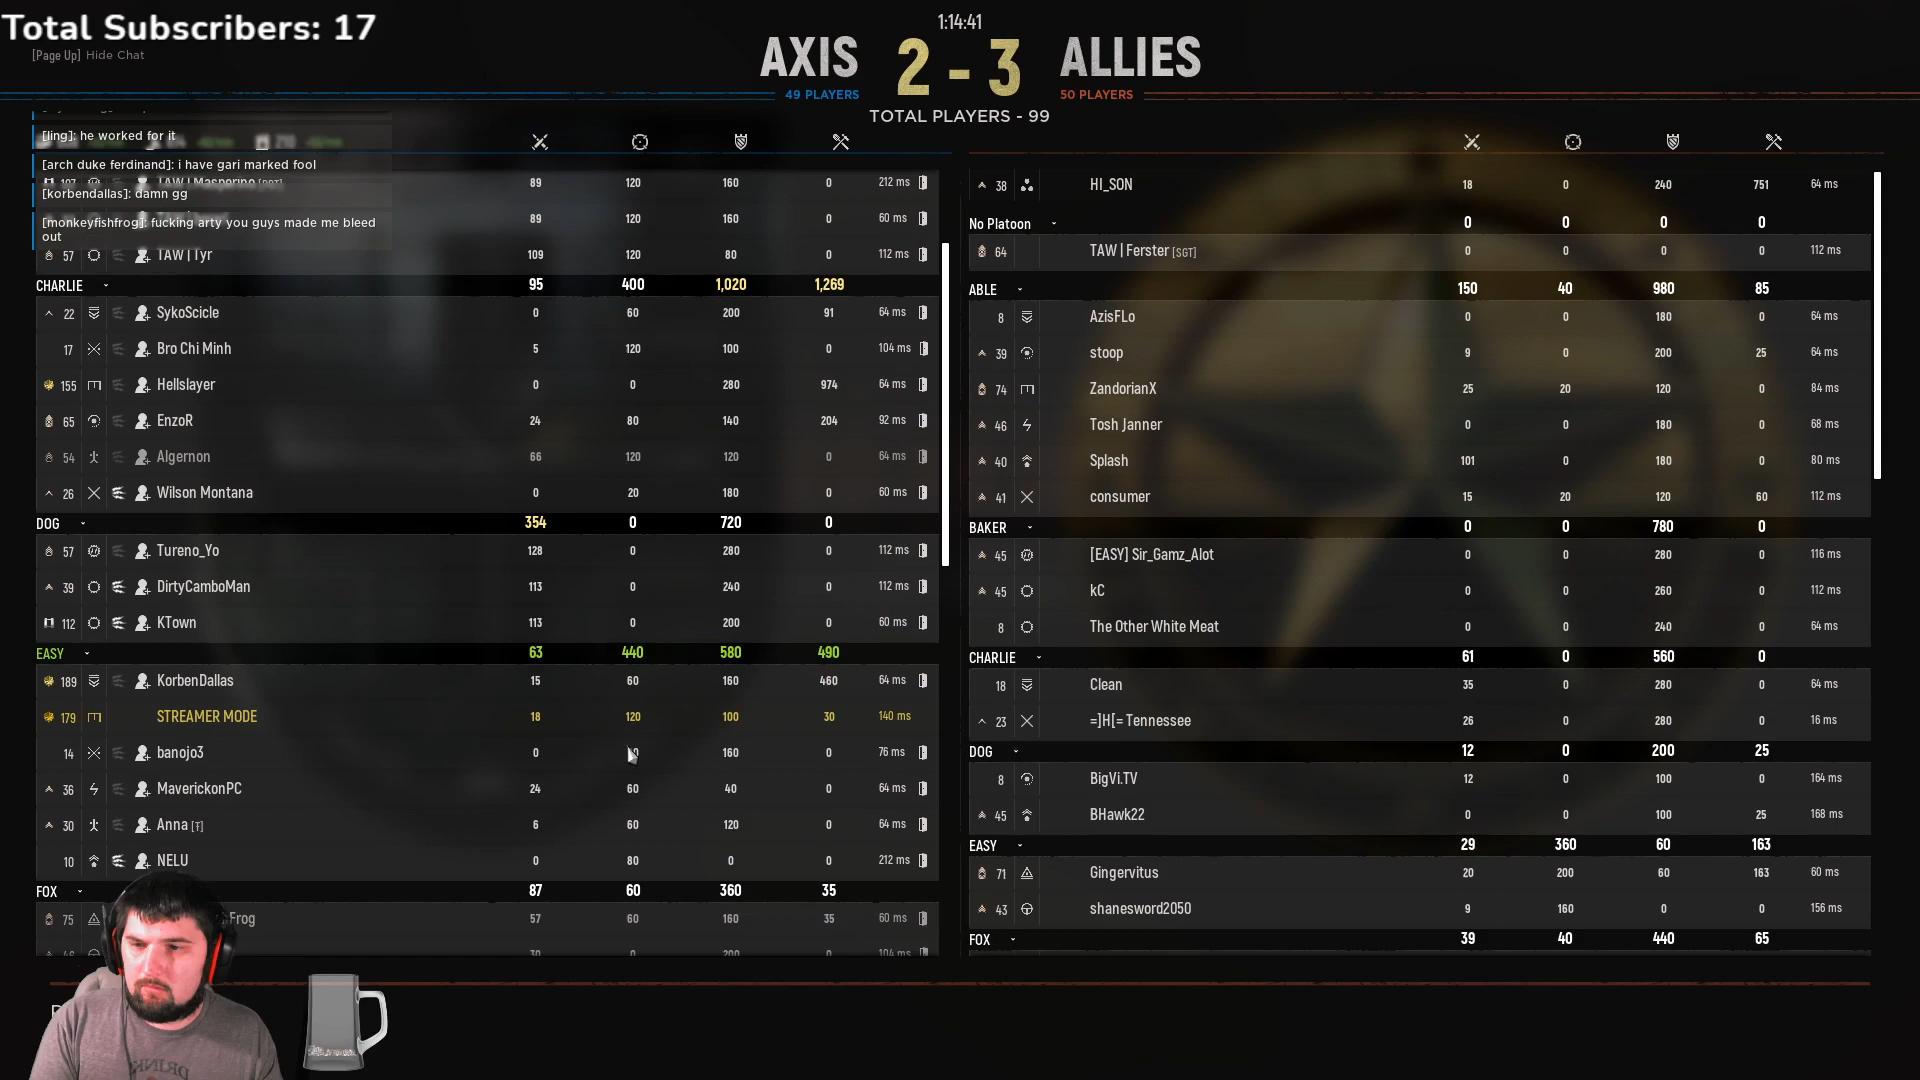 Total Subscribers: 17
[Page Up] Hide Chat
1:14:41
AXIS 2 - 3 ALLIES
49 PLAYERS 50 PLAYERS
TOTAL PLAYERS - 99
[ling]: he worked for it
[arch duke ferdinand]: i have gari marked fool
[korbendallas]: damn gg
[monkeyfishfrog]: fucking arty you guys made me bleed
out
TAW | Masperino 89 120 160 0 212 ms
89 120 160 0 60 ms
57 TAW | Tyr 109 120 80 0 112 ms
CHARLIE 95 400 1,020 1,269
22 SykoScicle 0 60 200 91 64 ms
17 Bro Chi Minh 5 120 100 0 104 ms
155 Hellslayer 0 0 280 974 64 ms
65 EnzoR 24 80 140 204 92 ms
54 Algernon 66 120 120 0 64 ms
26 Wilson Montana 0 20 180 0 60 ms
DOG 354 0 720 0
57 Tureno_Yo 128 0 280 0 112 ms
39 DirtyCamboMan 113 0 240 0 112 ms
112 KTown 113 0 200 0 60 ms
EASY 63 440 580 490
189 KorbenDallas 15 60 160 460 64 ms
179 STREAMER MODE 18 120 100 30 140 ms
14 banojo3 0 160 0 76 ms
36 MaverickonPC 24 60 40 0 64 ms
30 Anna [T] 6 60 120 0 64 ms
10 NELU 0 80 0 0 212 ms
FOX 87 60 360 35
75 Frog 57 60 160 35 60 ms
46 30 0 200 0 104 ms
38 HI_SON 18 0 240 751 64 ms
No Platoon 0 0 0 0
64 TAW | Ferster [SGT] 0 0 0 0 112 ms
ABLE 150 40 980 85
8 AzisFLo 0 0 180 0 64 ms
39 stoop 9 0 200 25 64 ms
74 ZandorianX 25 20 120 0 84 ms
46 Tosh Janner 0 0 180 0 68 ms
40 Splash 101 0 180 0 80 ms
41 consumer 15 20 120 60 112 ms
BAKER 0 0 780 0
45 [EASY] Sir_Gamz_Alot 0 0 280 0 116 ms
45 kC 0 0 260 0 112 ms
8 The Other White Meat 0 0 240 0 64 ms
CHARLIE 61 0 560 0
18 Clean 35 0 280 0 64 ms
23 =]H[= Tennessee 26 0 280 0 16 ms
DOG 12 0 200 25
8 BigVi.TV 12 0 100 0 164 ms
45 BHawk22 0 0 100 25 168 ms
EASY 29 360 60 163
71 Gingervitus 20 200 60 163 60 ms
43 shanesword2050 9 160 0 0 156 ms
FOX 39 40 440 65